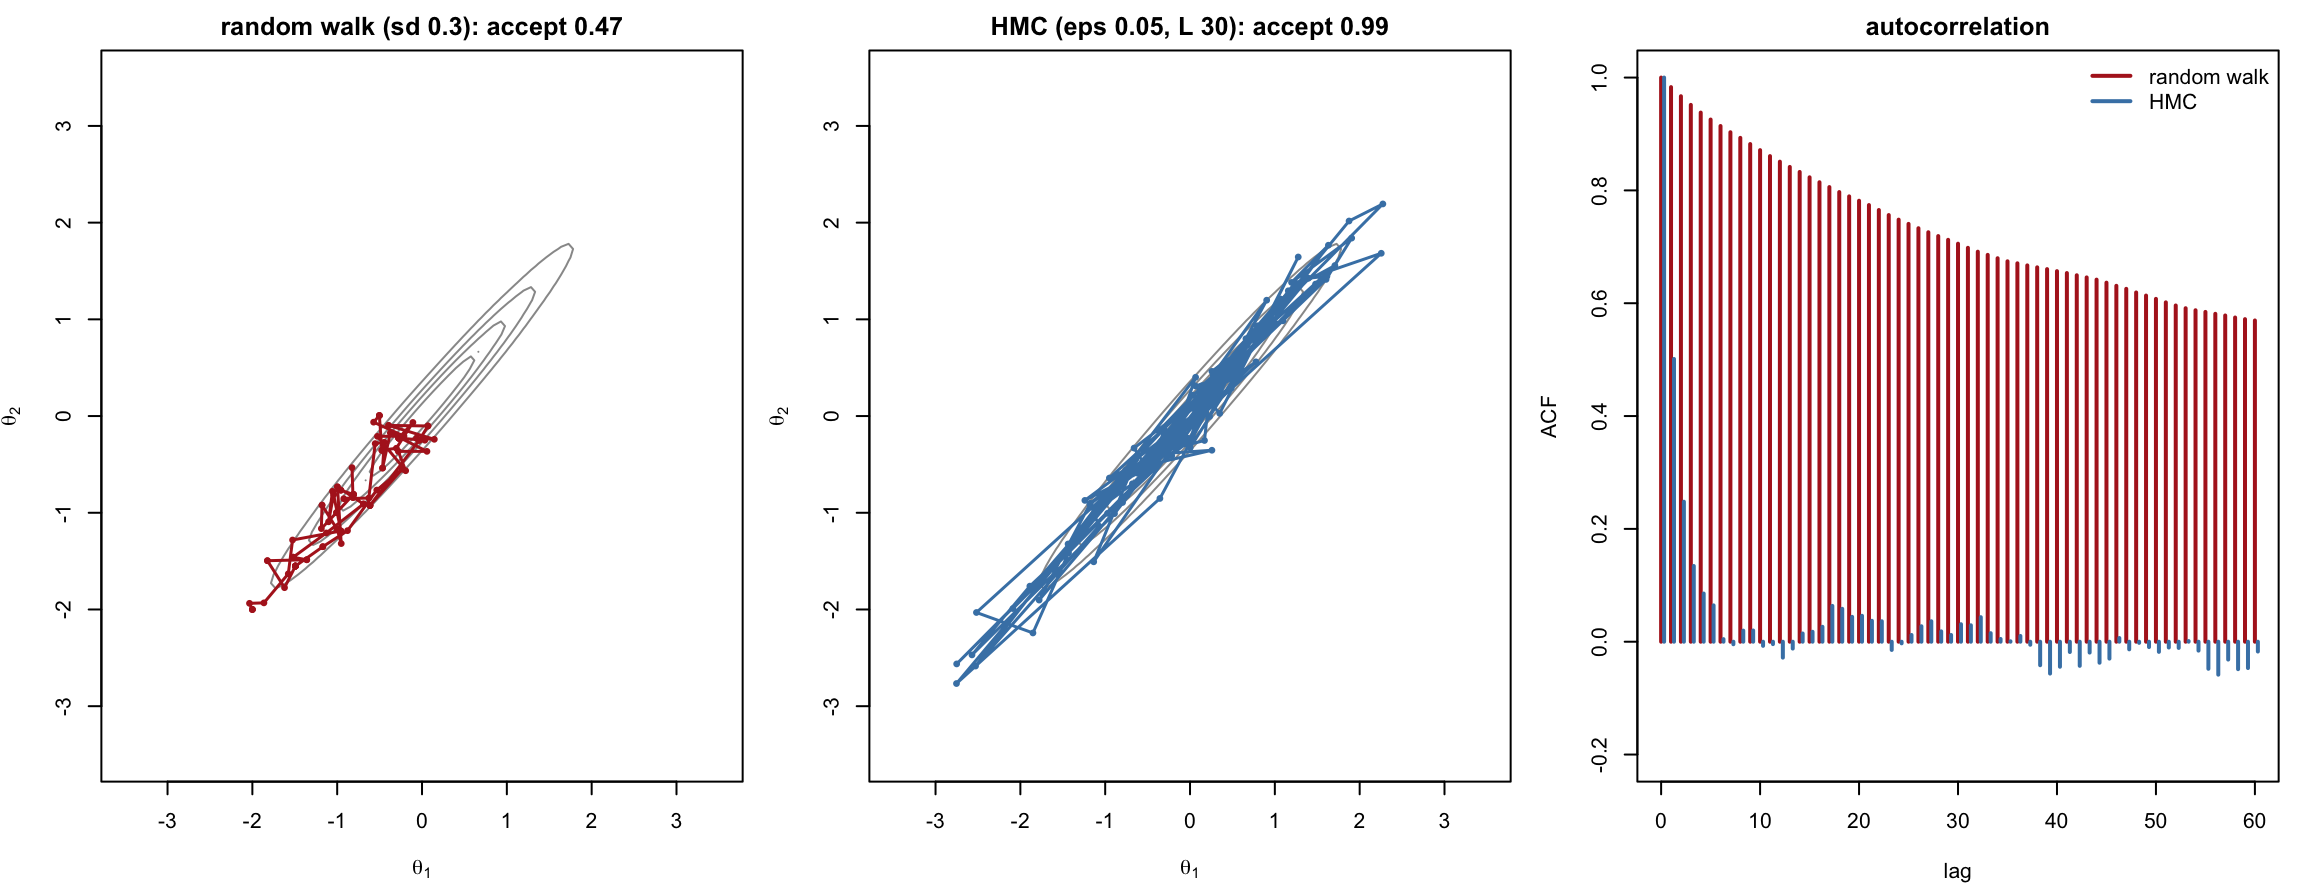 random walk (sd 0.3): accept 0.47
3
2
1
0
-1
-2
-3
θ2
-3 -2 -1 0 1 2 3
θ1
HMC (eps 0.05, L 30): accept 0.99
3
2
1
0
-1
-2
-3
θ2
-3 -2 -1 0 1 2 3
θ1
autocorrelation
random walk
HMC
1.0
0.8
0.6
0.4
0.2
0.0
-0.2
ACF
0 10 20 30 40 50 60
lag